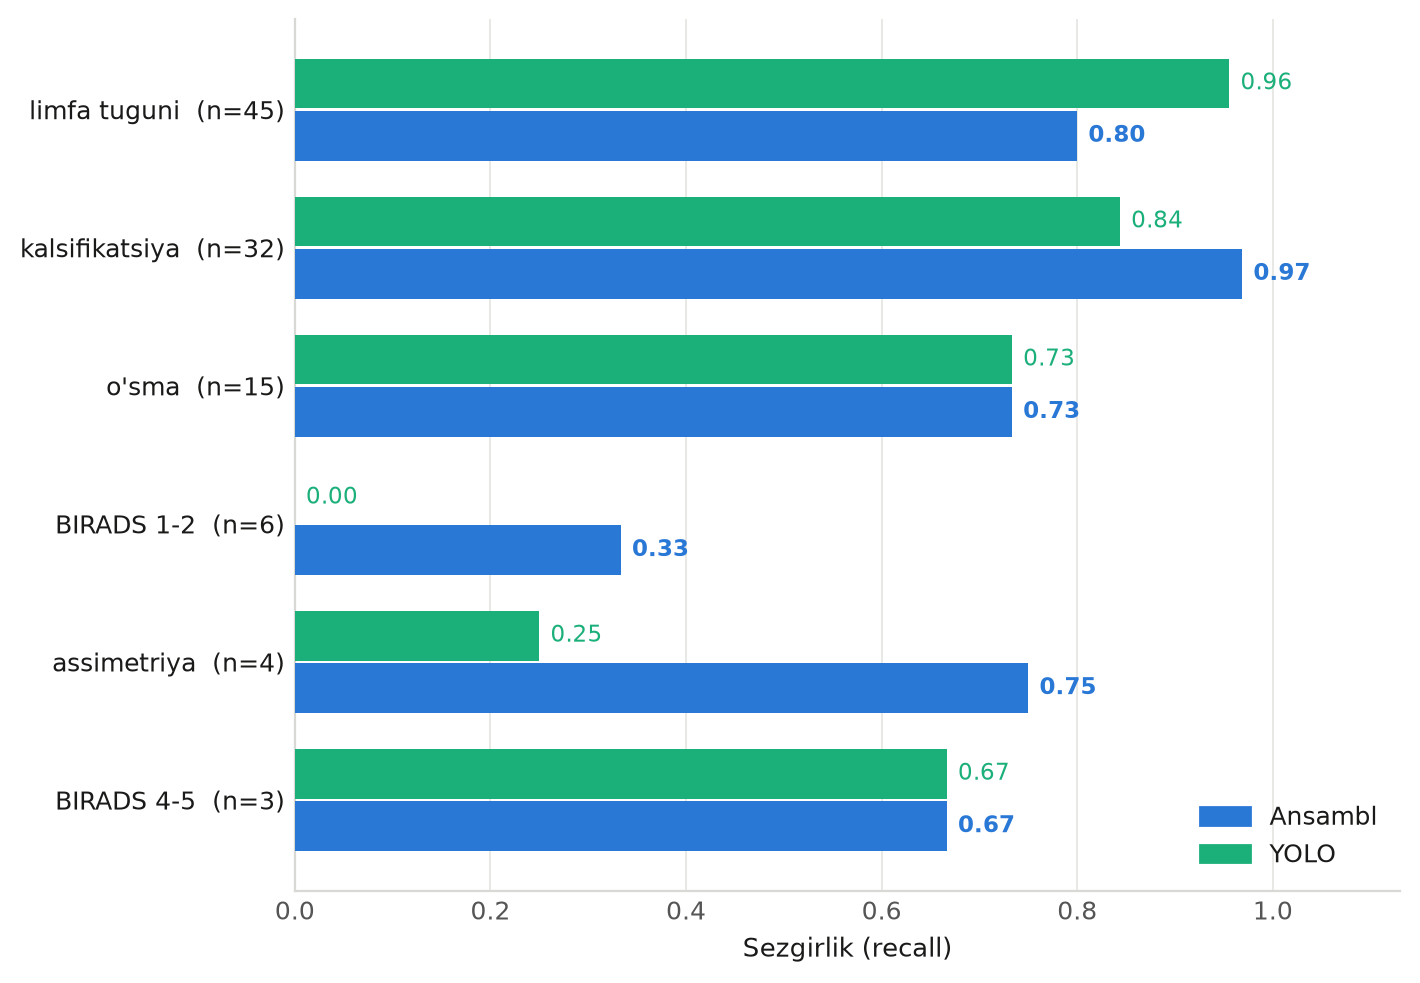 limfa tuguni (n=45)
0.96
0.80
kalsifikatsiya (n=32)
0.84
0.97
o'sma (n=15)
0.73
0.73
BIRADS 1-2 (n=6)
0.00
0.33
assimetriya (n=4)
0.25
0.75
BIRADS 4-5 (n=3)
0.67
0.67
Ansambl
YOLO
0.0 0.2 0.4 0.6 0.8 1.0
Sezgirlik (recall)